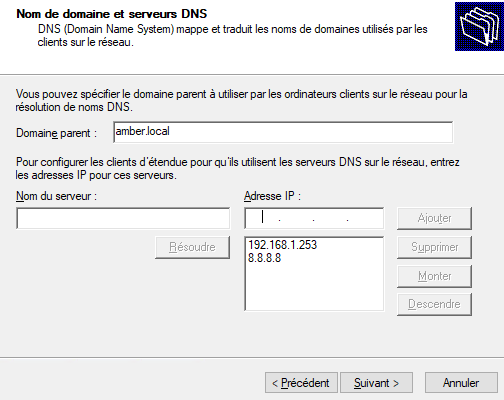 Nom de domaine et serveurs DNS
DNS (Domain Name System) mappe et traduit les noms de domaines utilisés par les
clients sur le réseau.
Vous pouvez spécifier le domaine parent à utiliser par les ordinateurs clients sur le réseau pour la
résolution de noms DNS.
Domaine parent : amber.local
Pour configurer les clients d'étendue pour qu'ils utilisent les serveurs DNS sur le réseau, entrez
les adresses IP pour ces serveurs.
Nom du serveur : Adresse IP :
. . . Ajouter
Résoudre 192.168.1.253 Supprimer
8.8.8.8
Monter
Descendre
< Précédent Suivant > Annuler